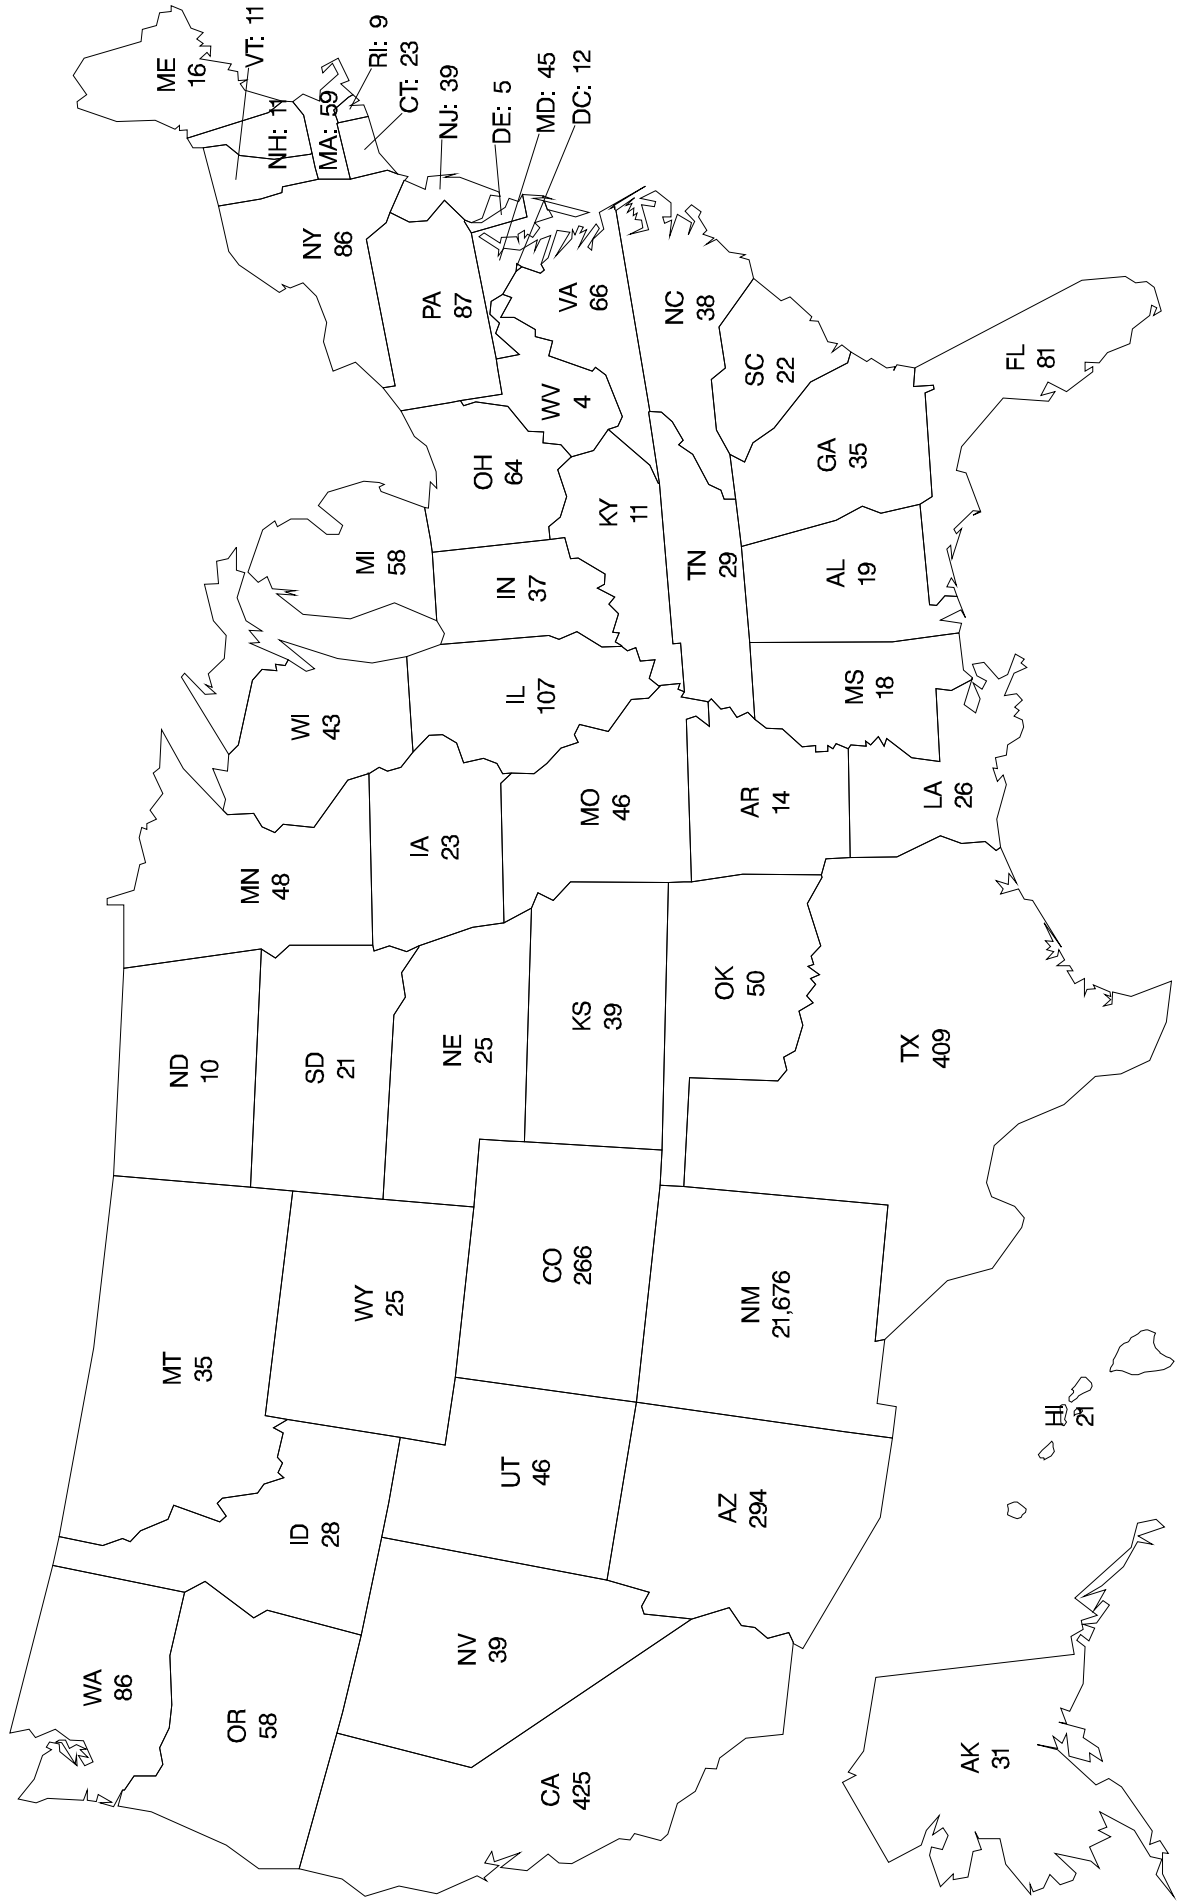 WA
86
OR
58
CA
425
NV
39
ID
28
MT
35
WY
25
UT
46
AZ
294
CO
266
NM
21,676
ND
10
SD
21
NE
25
KS
39
OK
50
TX
409
MN
48
IA
23
MO
46
AR
14
LA
26
WI
43
IL
107
MI
58
IN
37
OH
64
KY
11
TN
29
MS
18
AL
19
GA
35
FL
81
SC
22
NC
38
VA
66
WV
4
PA
87
NY
86
ME
16
VT: 11
NH: 11
MA: 59
RI: 9
CT: 23
NJ: 39
DE: 5
MD: 45
DC: 12
AK
31
HI
21